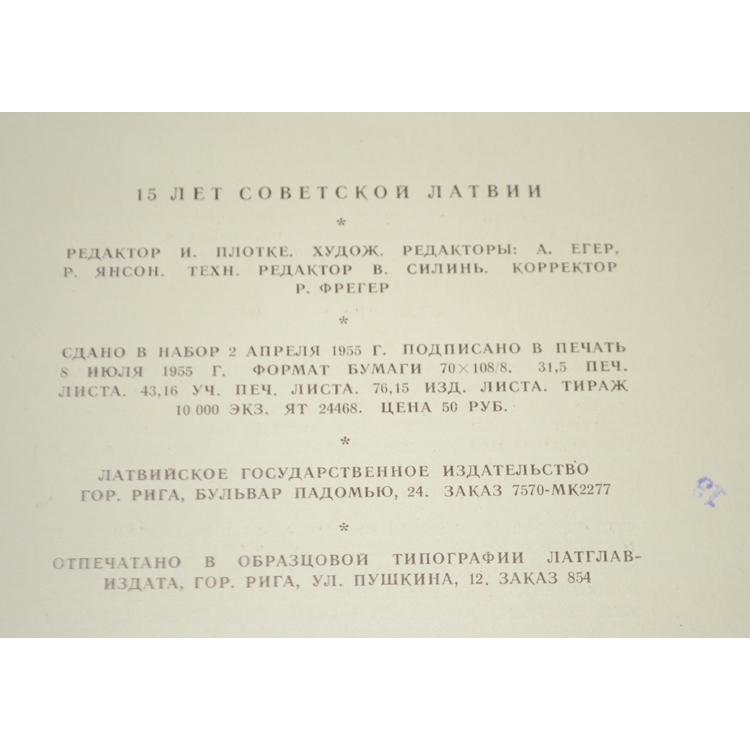 15 ЛЕТ СОВЕТСКОЙ ЛАТВИИ
*
РЕДАКТОР И. ПЛОТКЕ. ХУДОЖ. РЕДАКТОРЫ: А. ЕГЕР,
Р. ЯНСОН. ТЕХН. РЕДАКТОР В. СИЛИНЬ. КОРРЕКТОР
Р. ФРЕГЕР
*
СДАНО В НАБОР 2 АПРЕЛЯ 1955 Г. ПОДПИСАНО В ПЕЧАТЬ
8 ИЮЛЯ 1955 Г. ФОРМАТ БУМАГИ 70×108/8. 31,5 ПЕЧ.
ЛИСТА. 43,16 УЧ. ПЕЧ. ЛИСТА. 76,15 ИЗД. ЛИСТА. ТИРАЖ
10 000 ЭКЗ. ЯТ 24468. ЦЕНА 50 РУБ.
*
ЛАТВИЙСКОЕ ГОСУДАРСТВЕННОЕ ИЗДАТЕЛЬСТВО
ГОР. РИГА, БУЛЬВАР ПАДОМЬЮ, 24. ЗАКАЗ 7570-МК2277
*
ОТПЕЧАТАНО В ОБРАЗЦОВОЙ ТИПОГРАФИИ ЛАТГЛАВ-
ИЗДАТА, ГОР. РИГА, УЛ. ПУШКИНА, 12. ЗАКАЗ 854